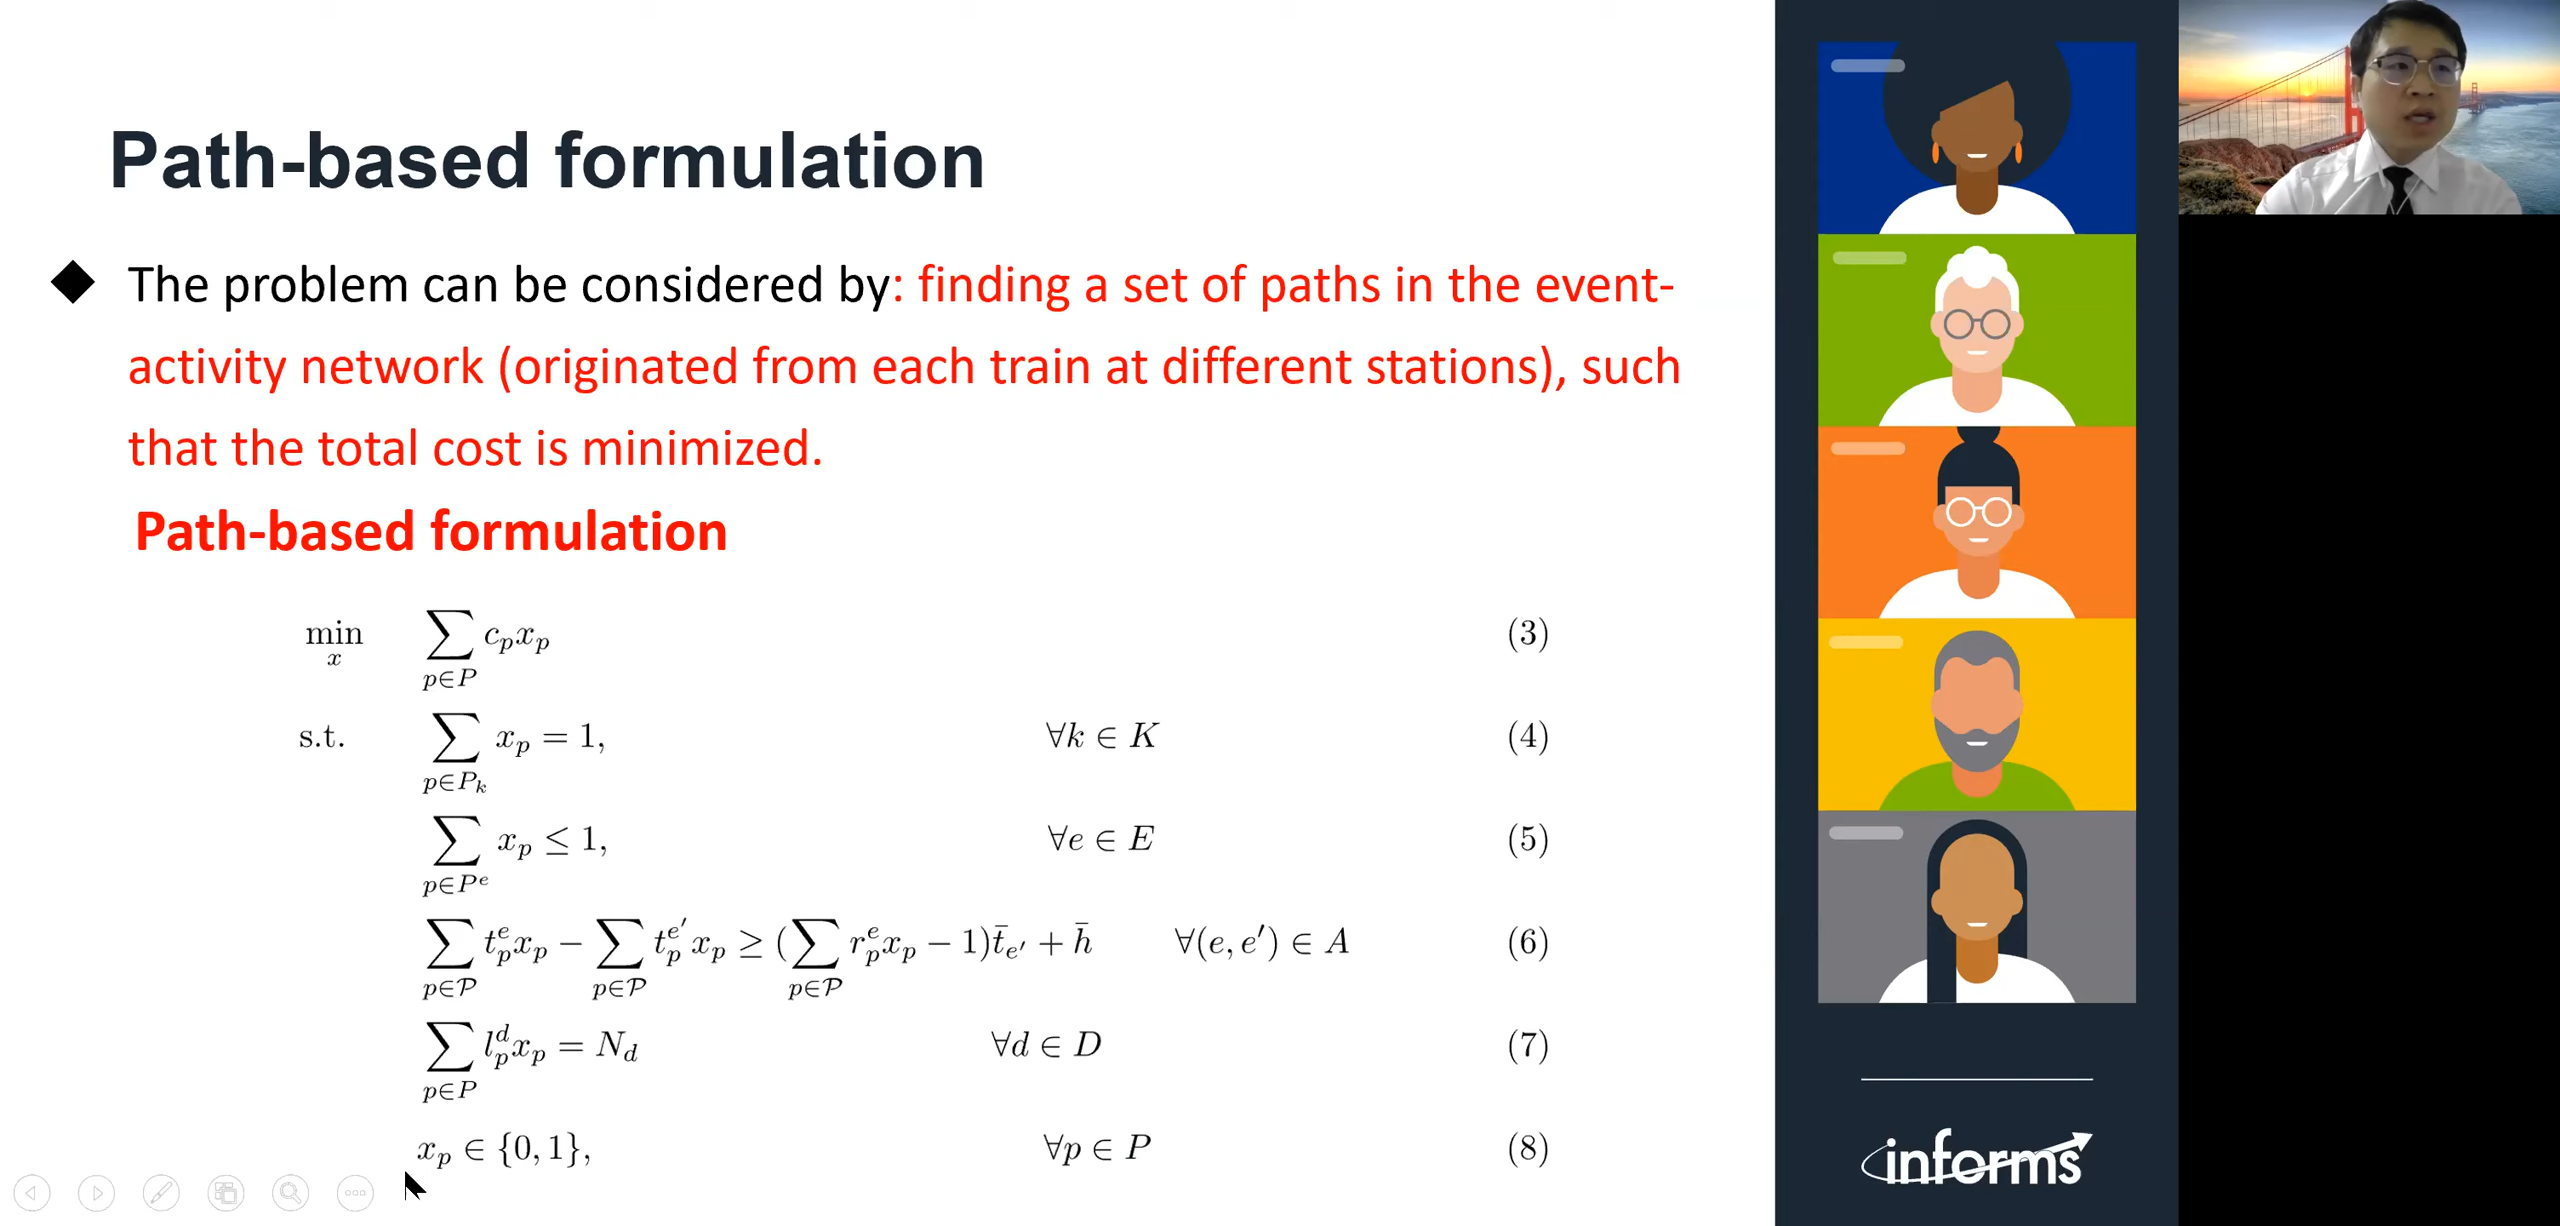 Path-based formulation
◆ The problem can be considered by: finding a set of paths in the event-
activity network (originated from each train at different stations), such
that the total cost is minimized.
Path-based formulation
min_x ∑_{p∈P} c_p x_p (3)
s.t. ∑_{p∈P_k} x_p = 1, ∀k ∈ K (4)
∑_{p∈P^e} x_p ≤ 1, ∀e ∈ E (5)
∑_{p∈𝒫} t_p^e x_p − ∑_{p∈𝒫} t_p^{e′} x_p ≥ (∑_{p∈𝒫} r_p^e x_p − 1) t̄_{e′} + h̄ ∀(e, e′) ∈ A (6)
∑_{p∈P} l_p^d x_p = N_d ∀d ∈ D (7)
x_p ∈ {0, 1}, ∀p ∈ P (8)
informs